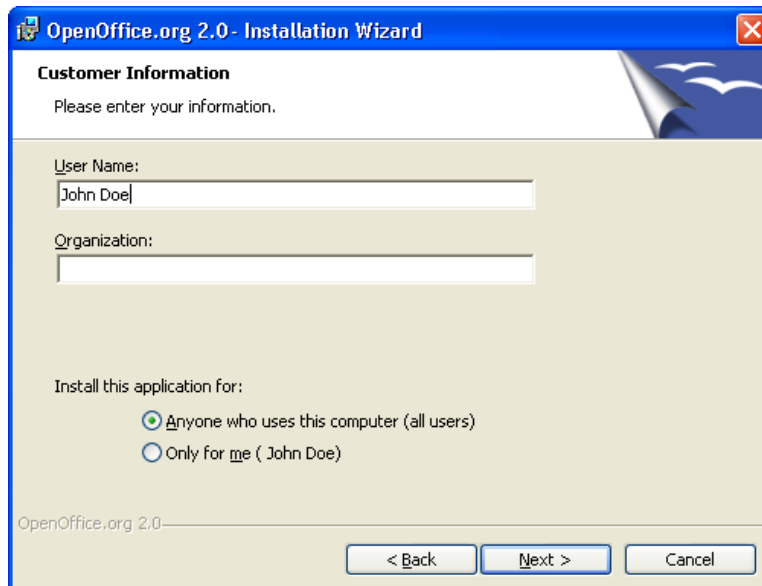 OpenOffice.org 2.0 - Installation Wizard
Customer Information
Please enter your information.
User Name:
John Doe
Organization:
Install this application for:
Anyone who uses this computer (all users)
Only for me ( John Doe)
OpenOffice.org 2.0
< Back Next > Cancel